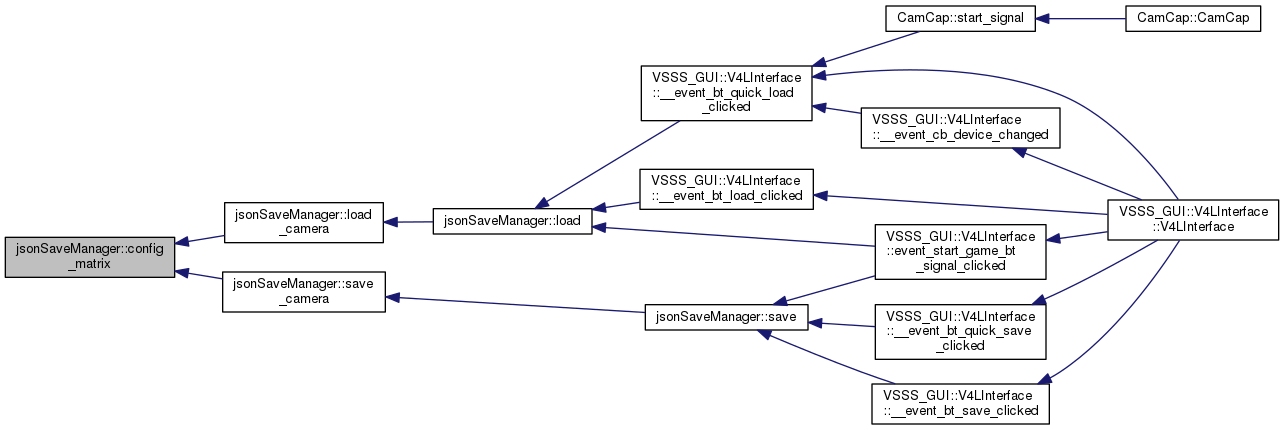 CamCap::start_signal
CamCap::CamCap
VSSS_GUI::V4LInterface
::__event_bt_quick_load
_clicked
VSSS_GUI::V4LInterface
::__event_cb_device_changed
VSSS_GUI::V4LInterface
::__event_bt_load_clicked
jsonSaveManager::load
_camera
jsonSaveManager::load
VSSS_GUI::V4LInterface
::V4LInterface
jsonSaveManager::config
_matrix
VSSS_GUI::V4LInterface
::event_start_game_bt
_signal_clicked
jsonSaveManager::save
_camera
jsonSaveManager::save
VSSS_GUI::V4LInterface
::__event_bt_quick_save
_clicked
VSSS_GUI::V4LInterface
::__event_bt_save_clicked